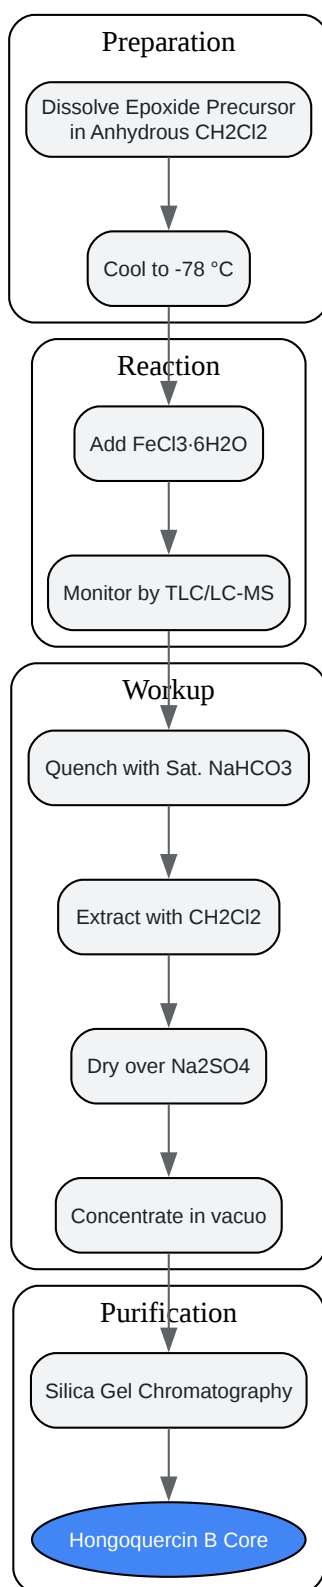 Preparation
Dissolve Epoxide Precursor
in Anhydrous CH2Cl2
Cool to -78 °C
Reaction
Add FeCl3·6H2O
Monitor by TLC/LC-MS
Workup
Quench with Sat. NaHCO3
Extract with CH2Cl2
Dry over Na2SO4
Concentrate in vacuo
Purification
Silica Gel Chromatography
Hongoquercin B Core